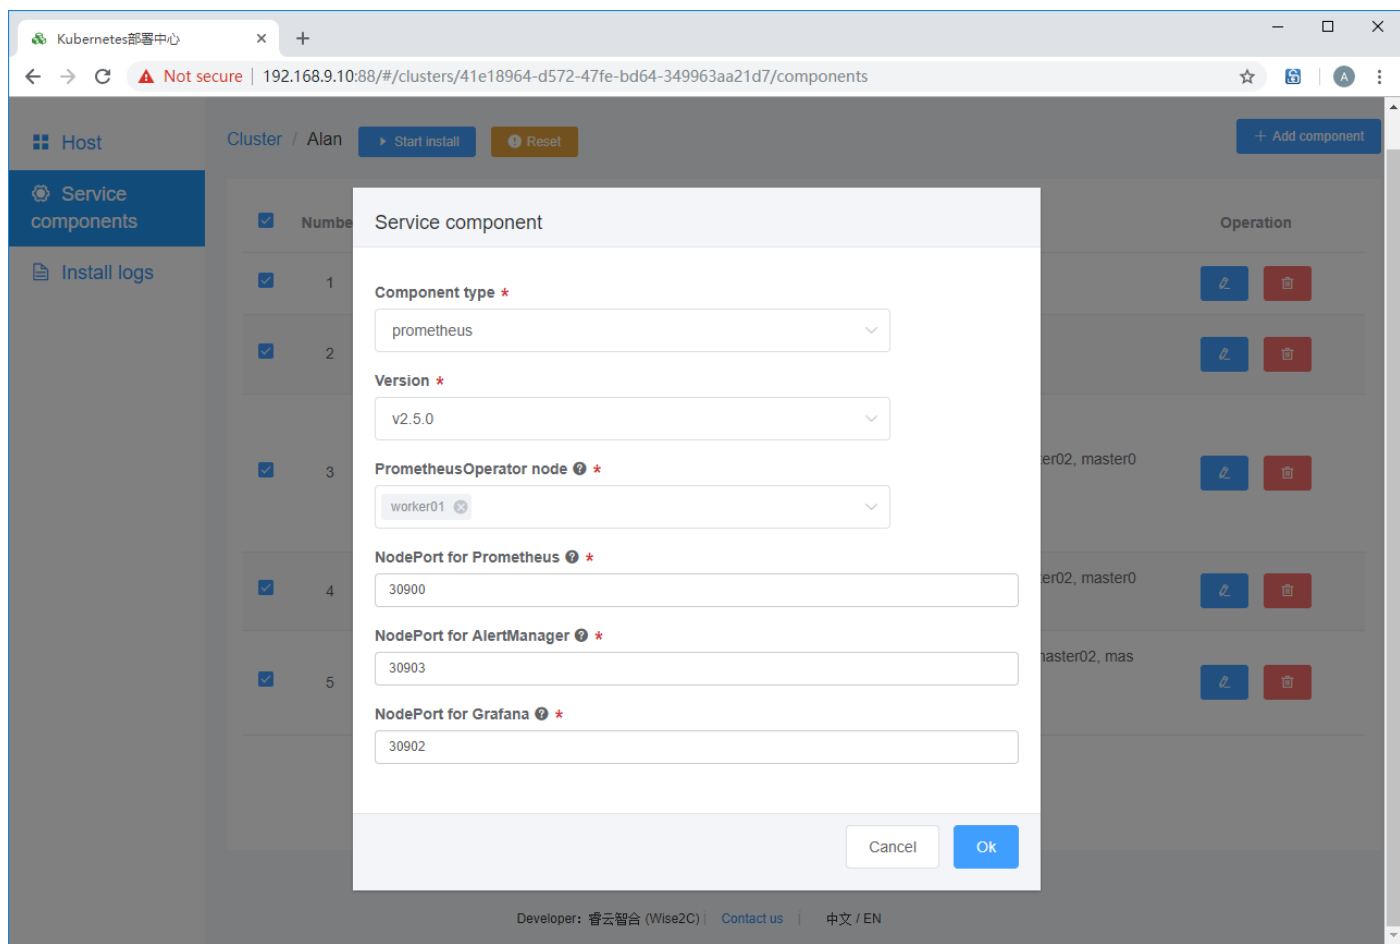 Kubernetes部署中心
Not secure | 192.168.9.10:88/#/clusters/41e18964-d572-47fe-bd64-349963aa21d7/components
A
Host
Cluster / Alan
Start install
Reset
+ Add component
Service components
Numbe
Operation
Install logs
Service component
1
Component type *
prometheus
2
Version *
v2.5.0
3
er02, master0
PrometheusOperator node *
worker01
NodePort for Prometheus *
30900
4
er02, master0
NodePort for AlertManager *
30903
5
naster02, mas
NodePort for Grafana *
30902
Cancel
Ok
Developer: 睿云智合 (Wise2C) | Contact us | 中文 / EN